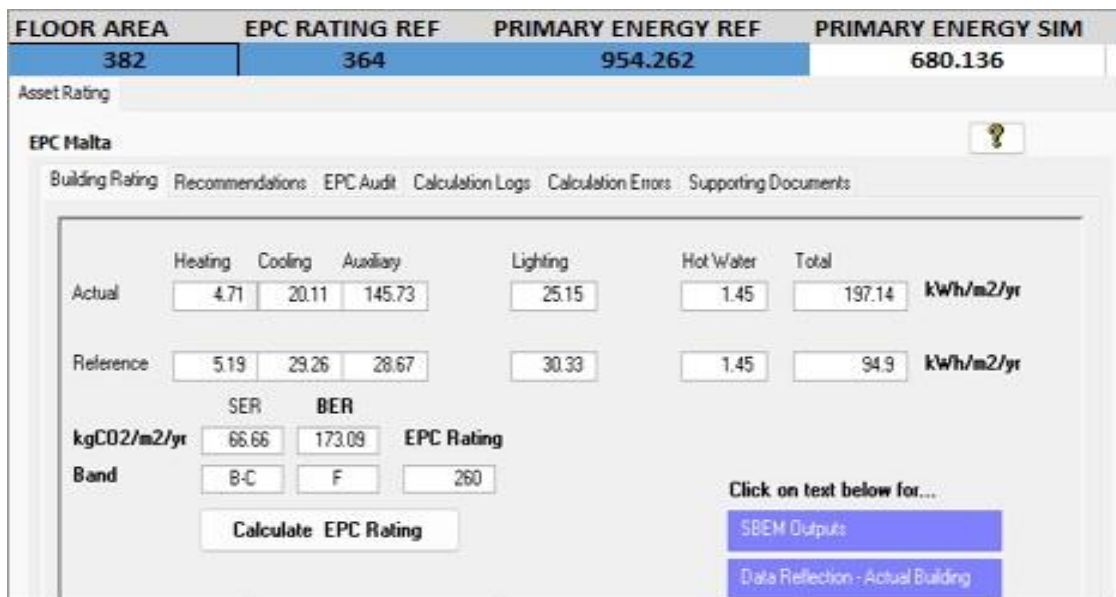 FLOOR AREA EPC RATING REF PRIMARY ENERGY REF PRIMARY ENERGY SIM
382 364 954.262 680.136
Asset Rating
EPC Malta
?
Building Rating Recommendations EPC Audit Calculation Logs Calculation Errors Supporting Documents
Heating Cooling Auxiliary Lighting Hot Water Total
Actual 4.71 20.11 145.73 25.15 1.45 197.14 kWh/m2/yr
Reference 5.19 29.26 28.67 30.33 1.45 94.9 kWh/m2/yr
SER BER
kgCO2/m2/yr 66.66 173.09 EPC Rating
Band B-C F 260
Click on text below for...
Calculate EPC Rating
SBEM Outputs
Data Reflection - Actual Building